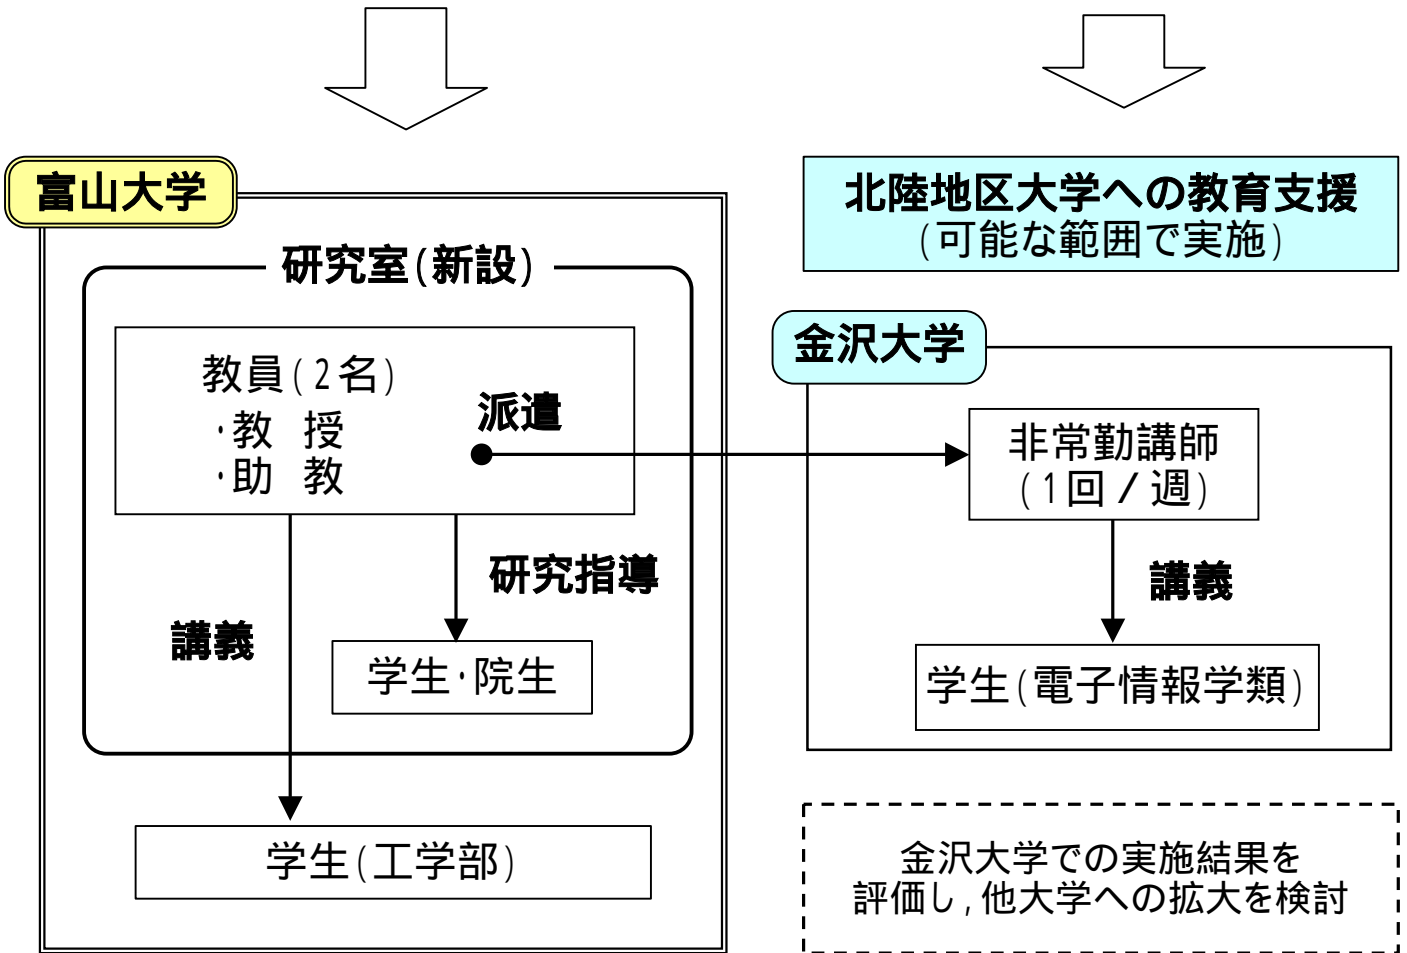 富山大学
研究室(新設)
教員(2名)
・教 授
・助 教
派遣
研究指導
講義
学生・院生
学生(工学部)
北陸地区大学への教育支援
(可能な範囲で実施)
金沢大学
非常勤講師
(1回/週)
講義
学生(電子情報学類)
金沢大学での実施結果を
評価し,他大学への拡大を検討